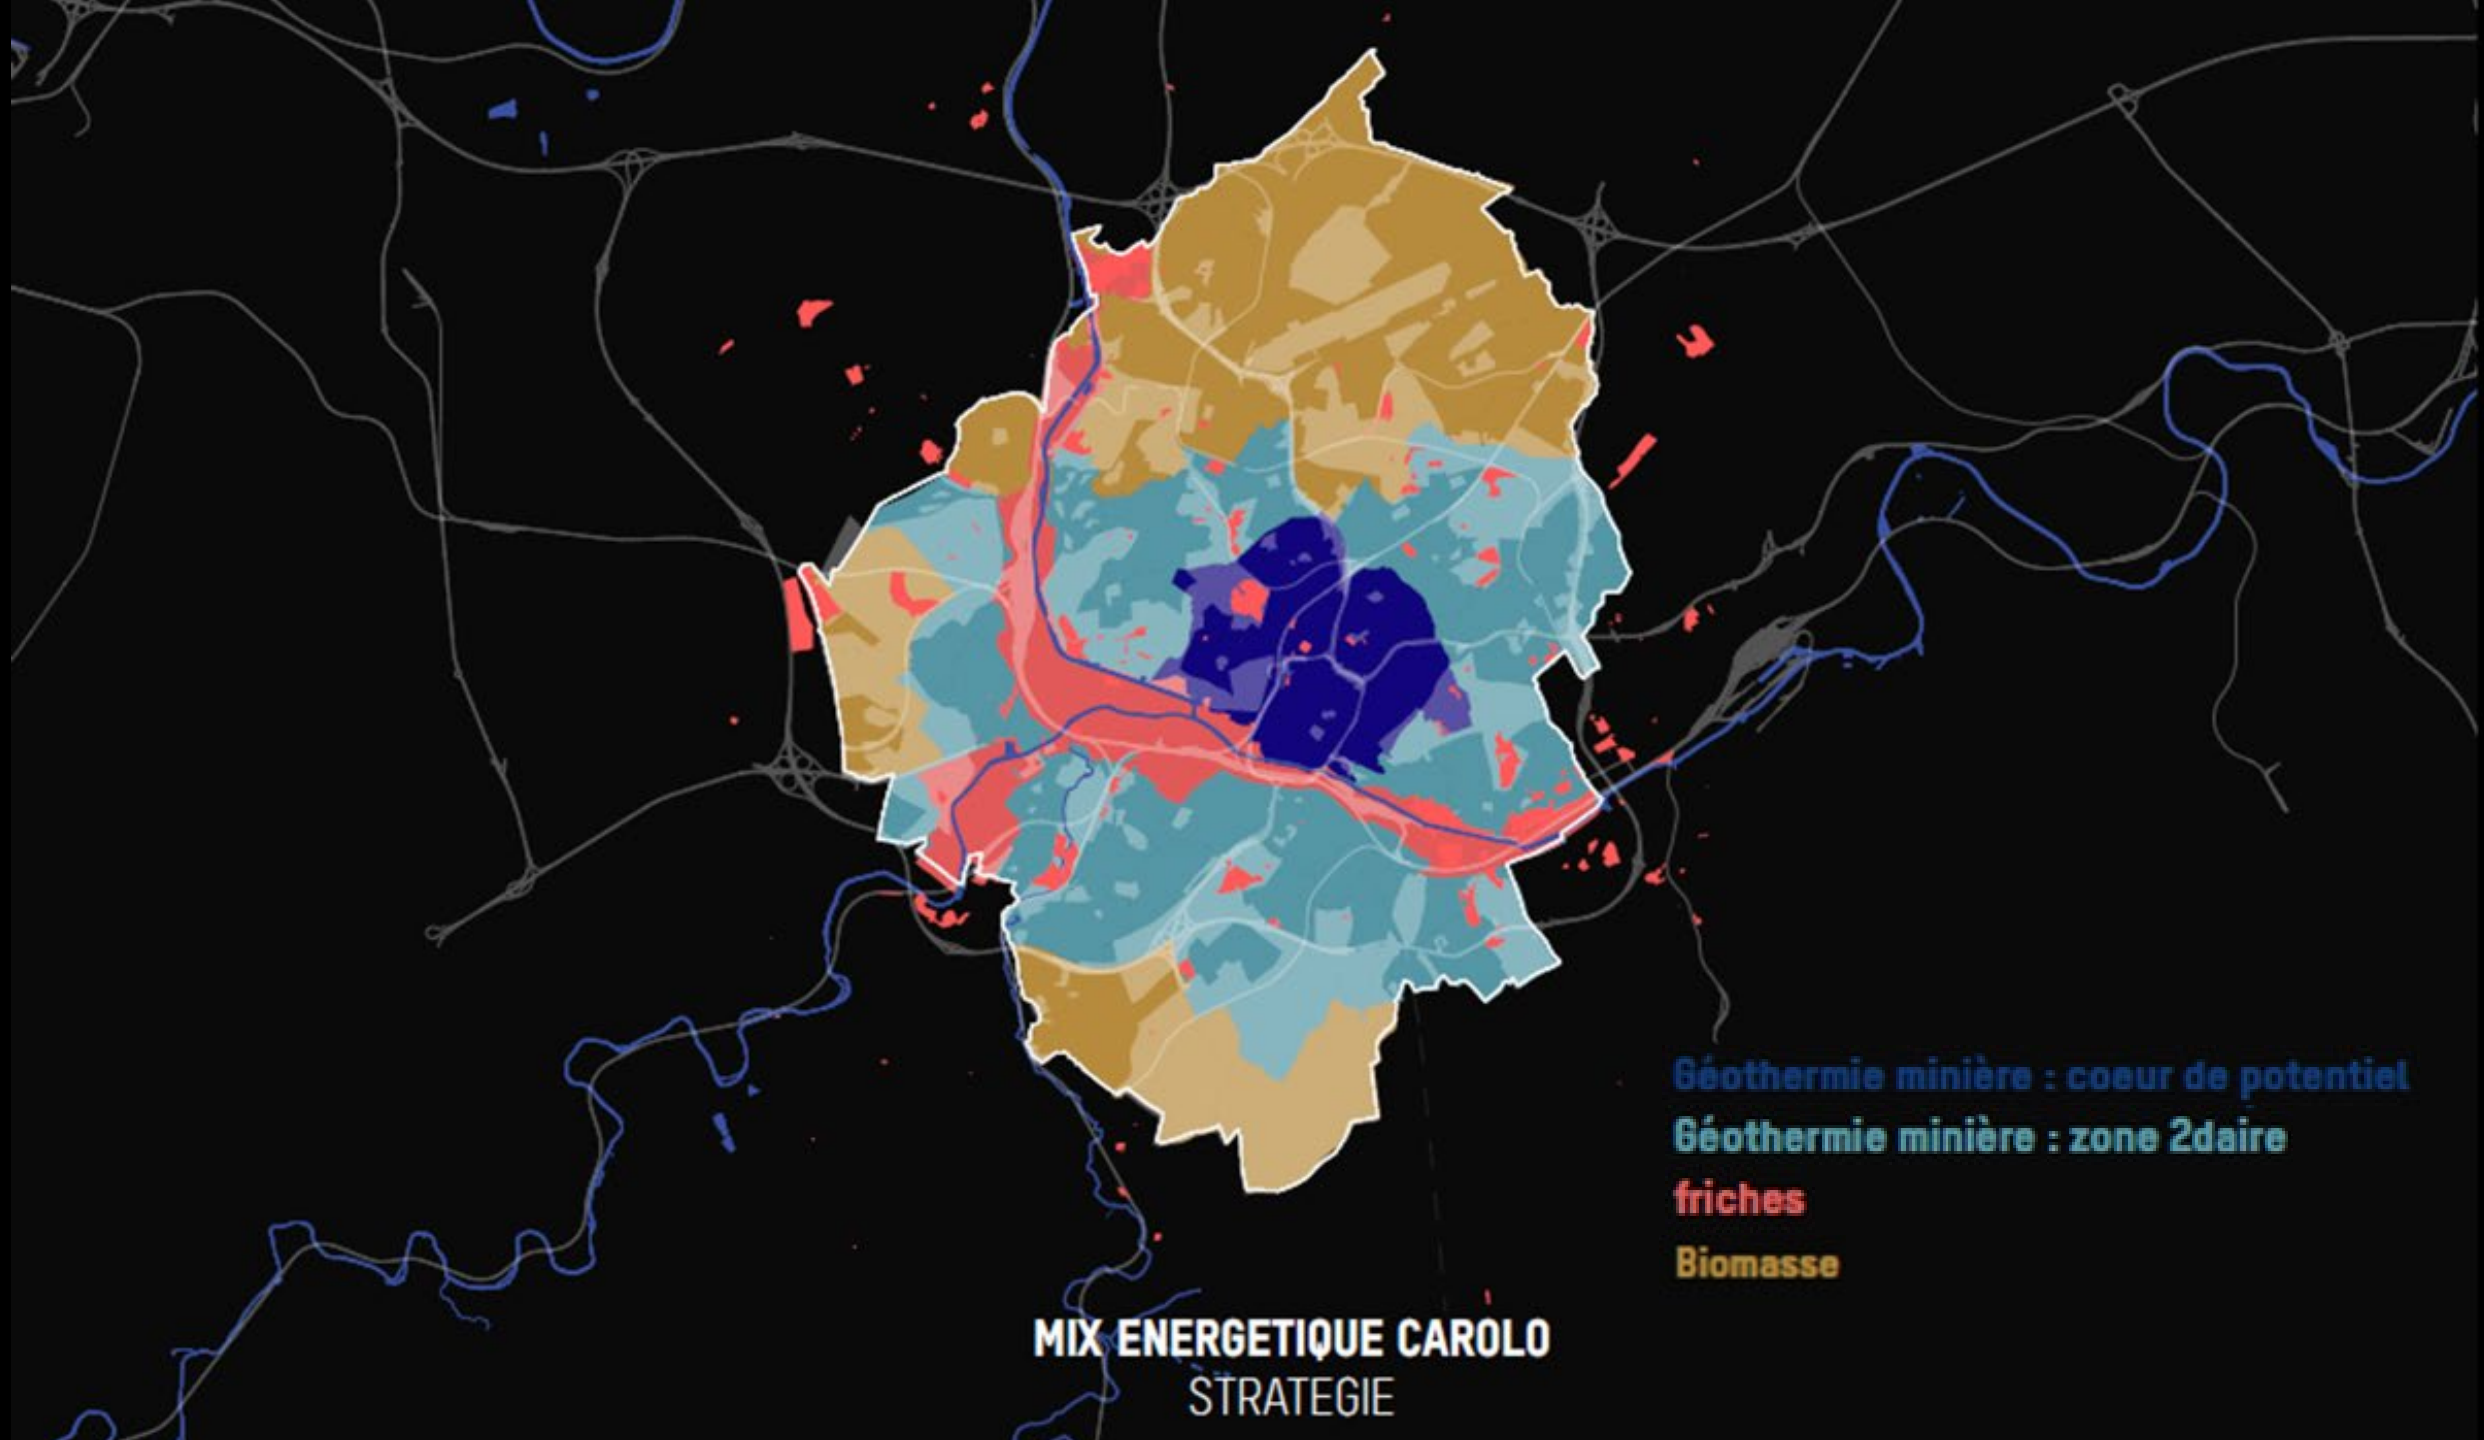 Géothermie minière : coeur de potentiel
Géothermie minière : zone 2daire
friches
Biomasse
MIX ENERGETIQUE CAROLO
STRATEGIE